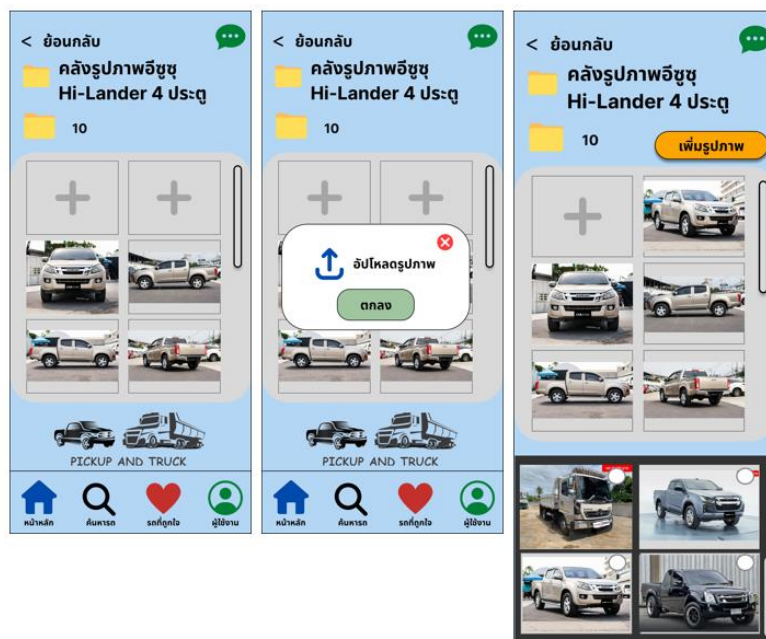 < ย้อนกลับ
คลังรูปภาพอีซูซุ
Hi-Lander 4 ประตู
10
PICKUP AND TRUCK
หน้าหลัก
ค้นหารถ
รถที่ถูกใจ
ผู้ใช้งาน
< ย้อนกลับ
คลังรูปภาพอีซูซุ
Hi-Lander 4 ประตู
10
อัปโหลดรูปภาพ
ตกลง
PICKUP AND TRUCK
หน้าหลัก
ค้นหารถ
รถที่ถูกใจ
ผู้ใช้งาน
< ย้อนกลับ
คลังรูปภาพอีซูซุ
Hi-Lander 4 ประตู
10
เพิ่มรูปภาพ